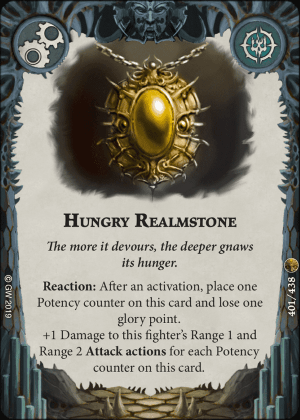 Hungry Realmstone
The more it devours, the deeper gnaws
its hunger.
Reaction: After an activation, place one
Potency counter on this card and lose one
glory point.
+1 Damage to this fighter's Range 1 and
Range 2 Attack actions for each Potency
counter on this card.
© GW 2019
401/438